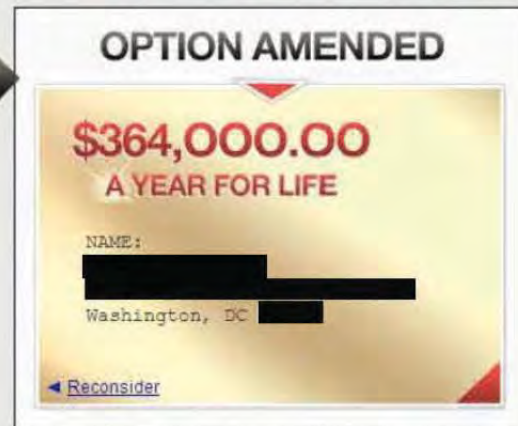 OPTION AMENDED
$364,000.00
A YEAR FOR LIFE
NAME:
Washington, DC
◄ Reconsider